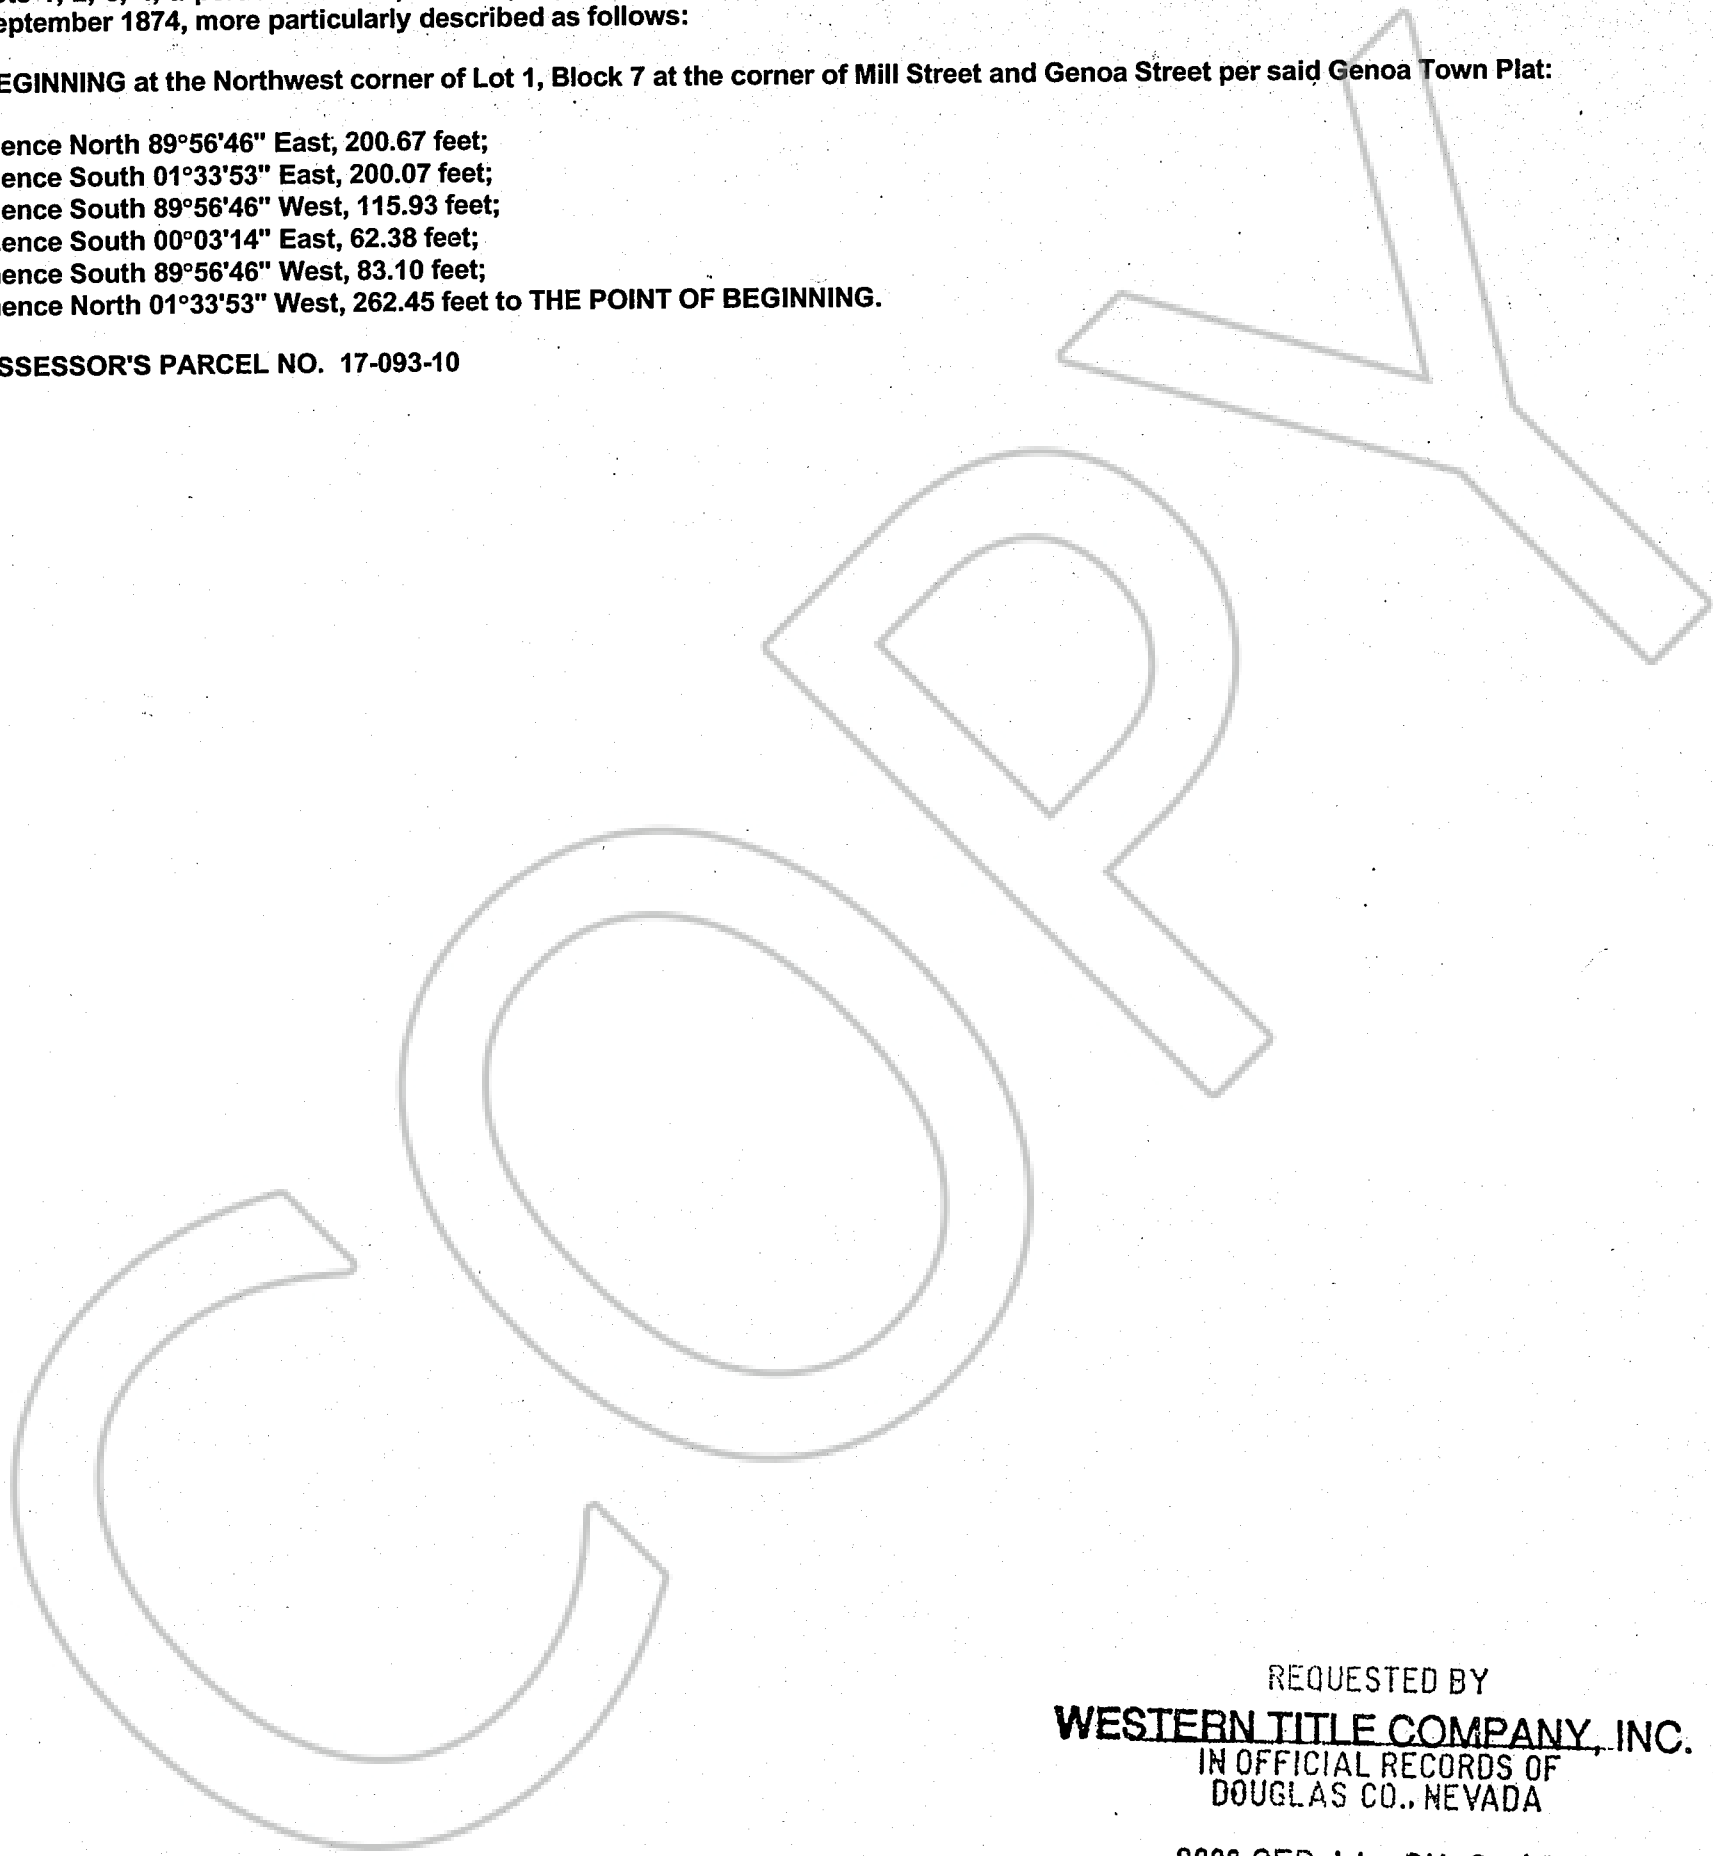 September 1874, more particularly described as follows:
BEGINNING at the Northwest corner of Lot 1, Block 7 at the corner of Mill Street and Genoa Street per said Genoa Town Plat:
ence North 89°56'46" East, 200.67 feet;
ence South 01°33'53" East, 200.07 feet;
ence South 89°56'46" West, 115.93 feet;
ence South 00°03'14" East, 62.38 feet;
ence South 89°56'46" West, 83.10 feet;
ence North 01°33'53" West, 262.45 feet to THE POINT OF BEGINNING.
SSESSOR'S PARCEL NO. 17-093-10
COPY
REQUESTED BY
WESTERN TITLE COMPANY, INC.
IN OFFICIAL RECORDS OF
DOUGLAS CO., NEVADA